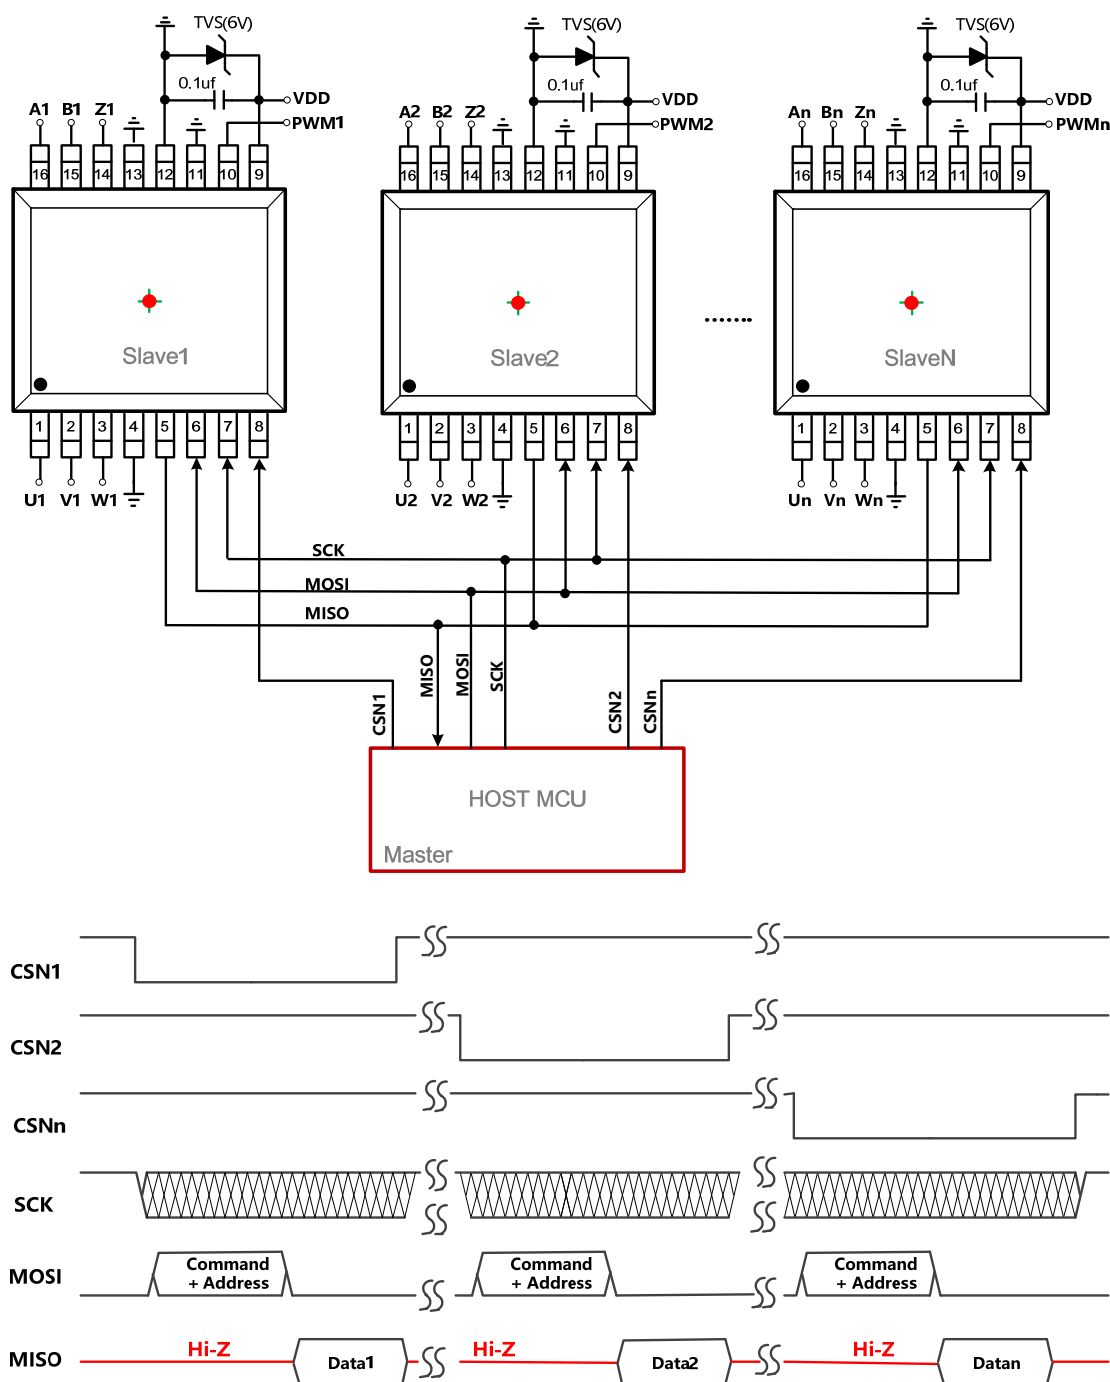 TVS(6V) TVS(6V) TVS(6V)
0.1uf 0.1uf 0.1uf
VDD VDD VDD
A1 B1 Z1 PWM1 A2 B2 Z2 PWM2 An Bn Zn PWMn
16 15 14 13 12 11 10 9 16 15 14 13 12 11 10 9 16 15 14 13 12 11 10 9
.......
Slave1 Slave2 SlaveN
1 2 3 4 5 6 7 8 1 2 3 4 5 6 7 8 1 2 3 4 5 6 7 8
U1 V1 W1 U2 V2 W2 Un Vn Wn
SCK
MOSI
MISO
CSN1 MISO MOSI SCK CSN2 CSNn
HOST MCU
Master
CSN1
CSN2
CSNn
SCK
MOSI
Command
+ Address
Command
+ Address
Command
+ Address
MISO
Hi-Z Data1 Hi-Z Data2 Hi-Z Datan